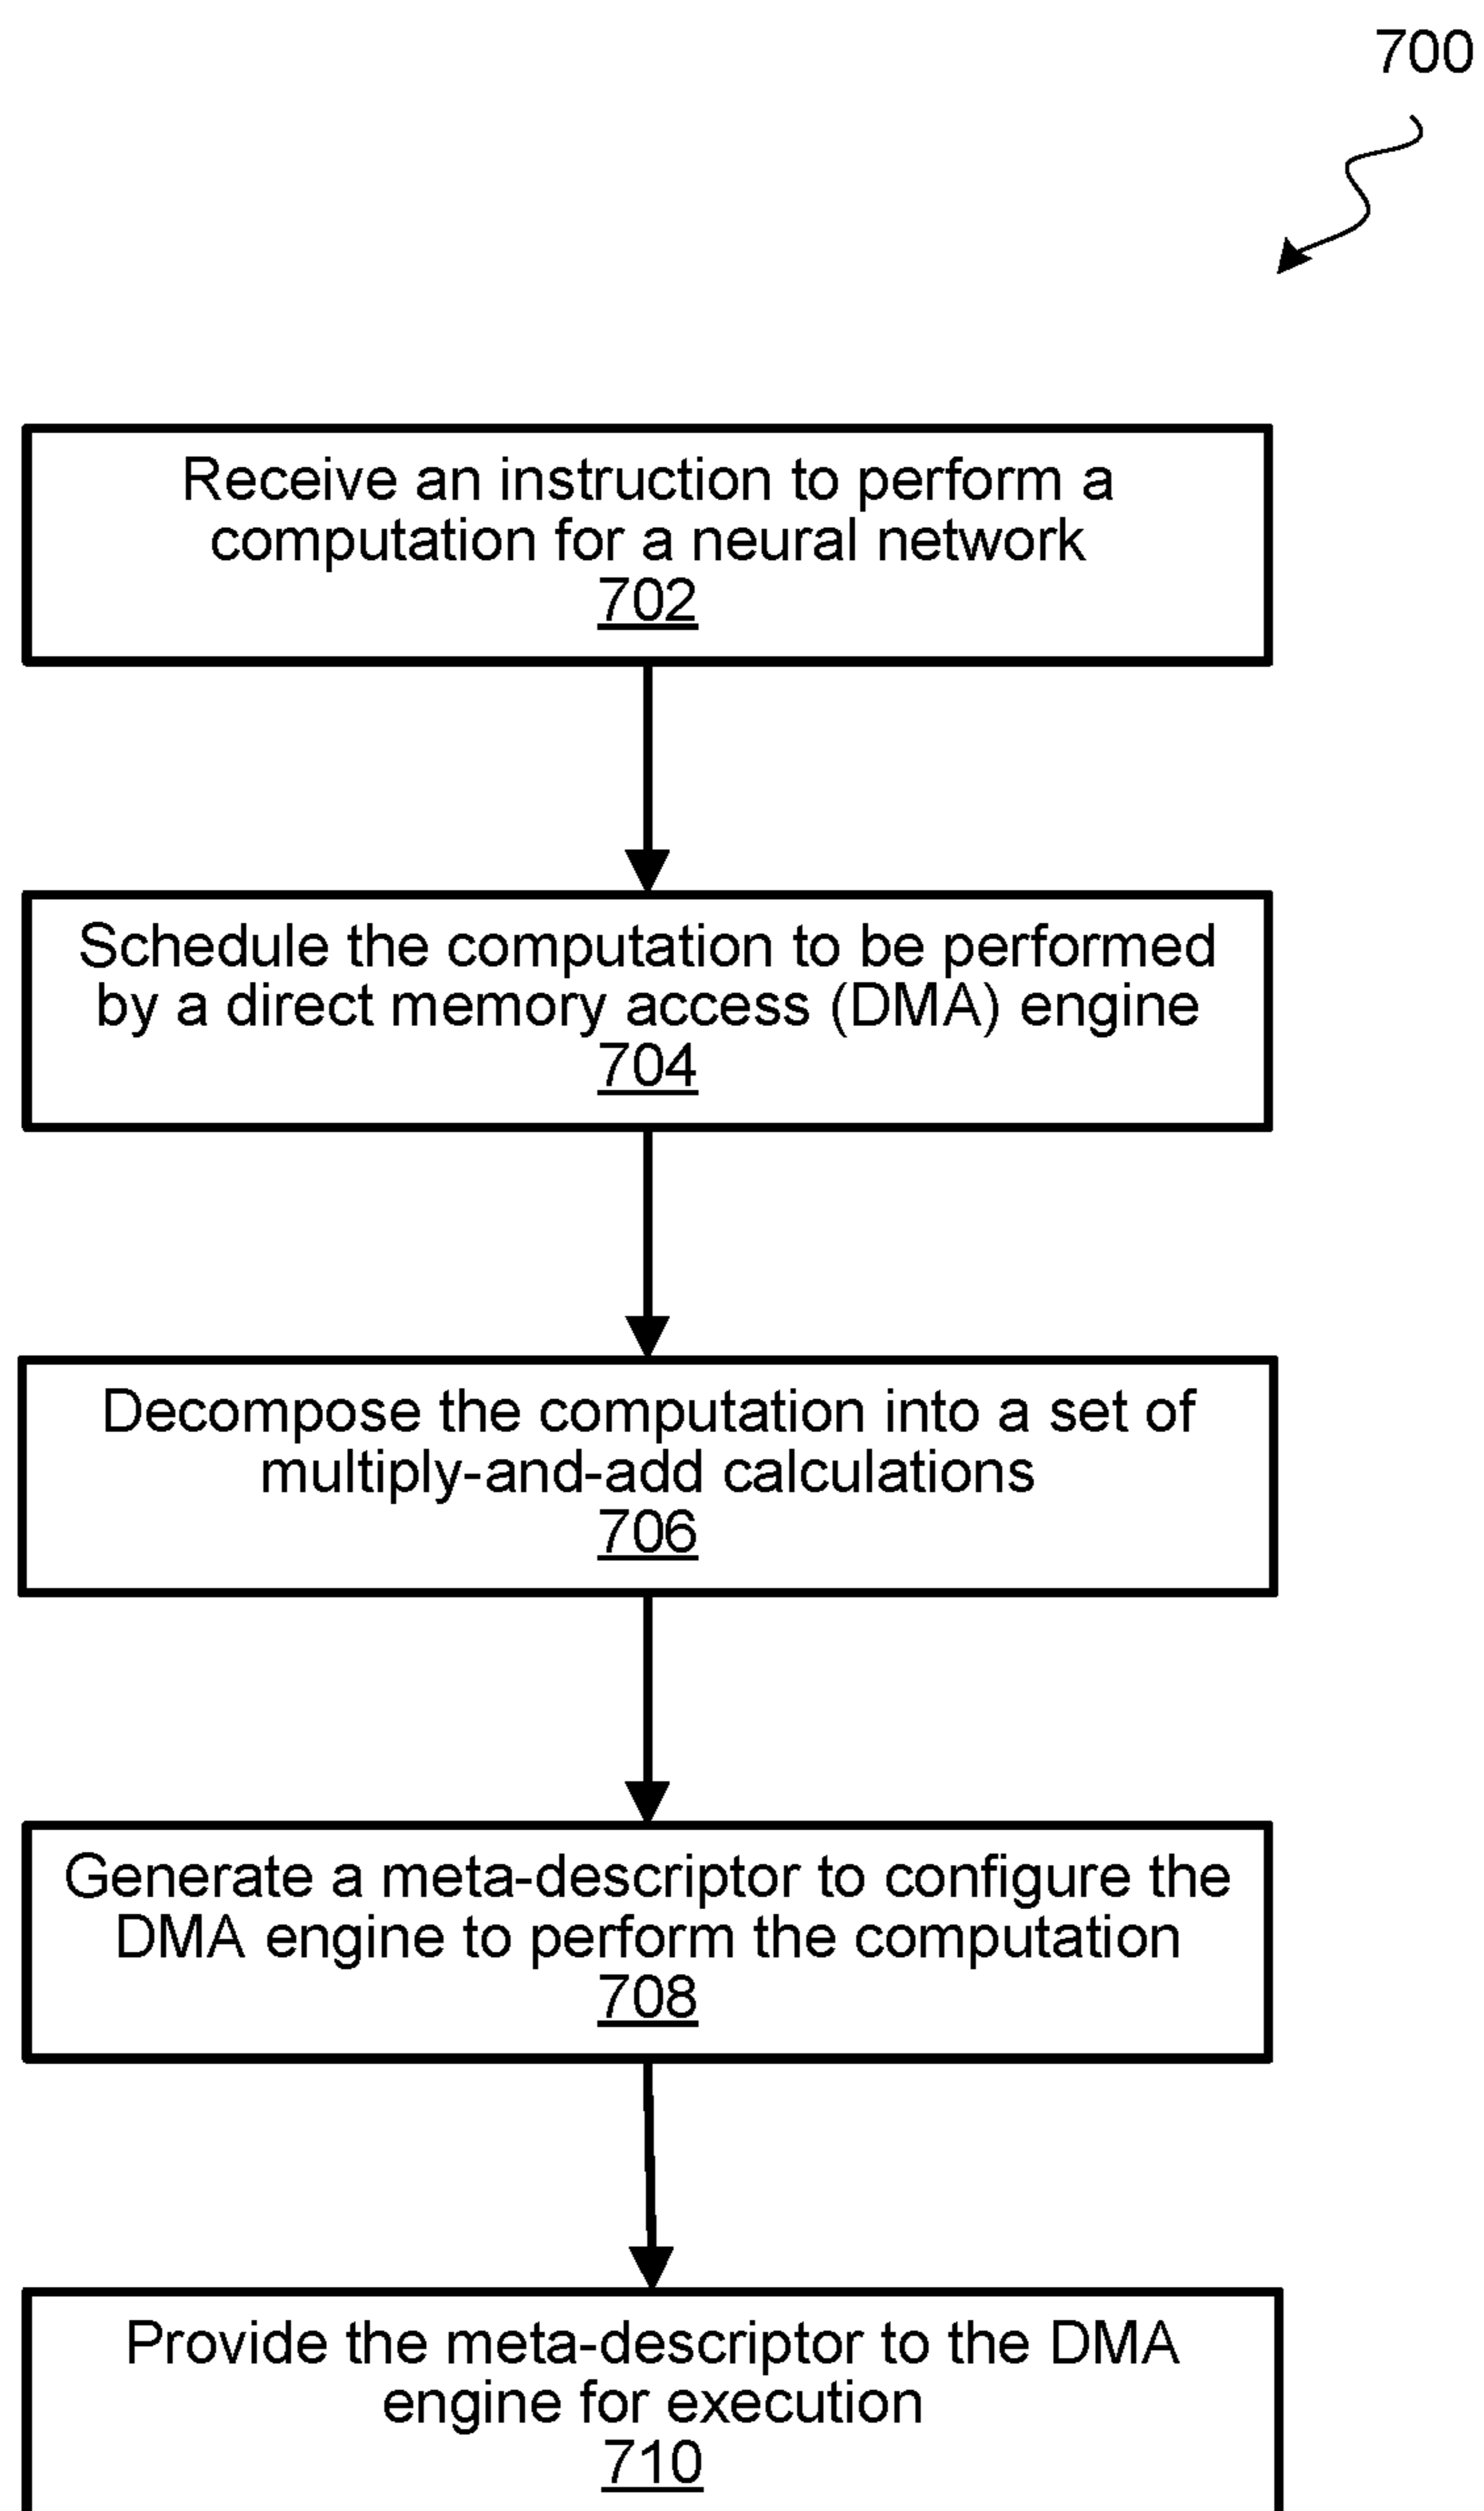 700
Receive an instruction to perform a
computation for a neural network
702
Schedule the computation to be performed
by a direct memory access (DMA) engine
704
Decompose the computation into a set of
multiply-and-add calculations
706
Generate a meta-descriptor to configure the
DMA engine to perform the computation
708
Provide the meta-descriptor to the DMA
engine for execution
710